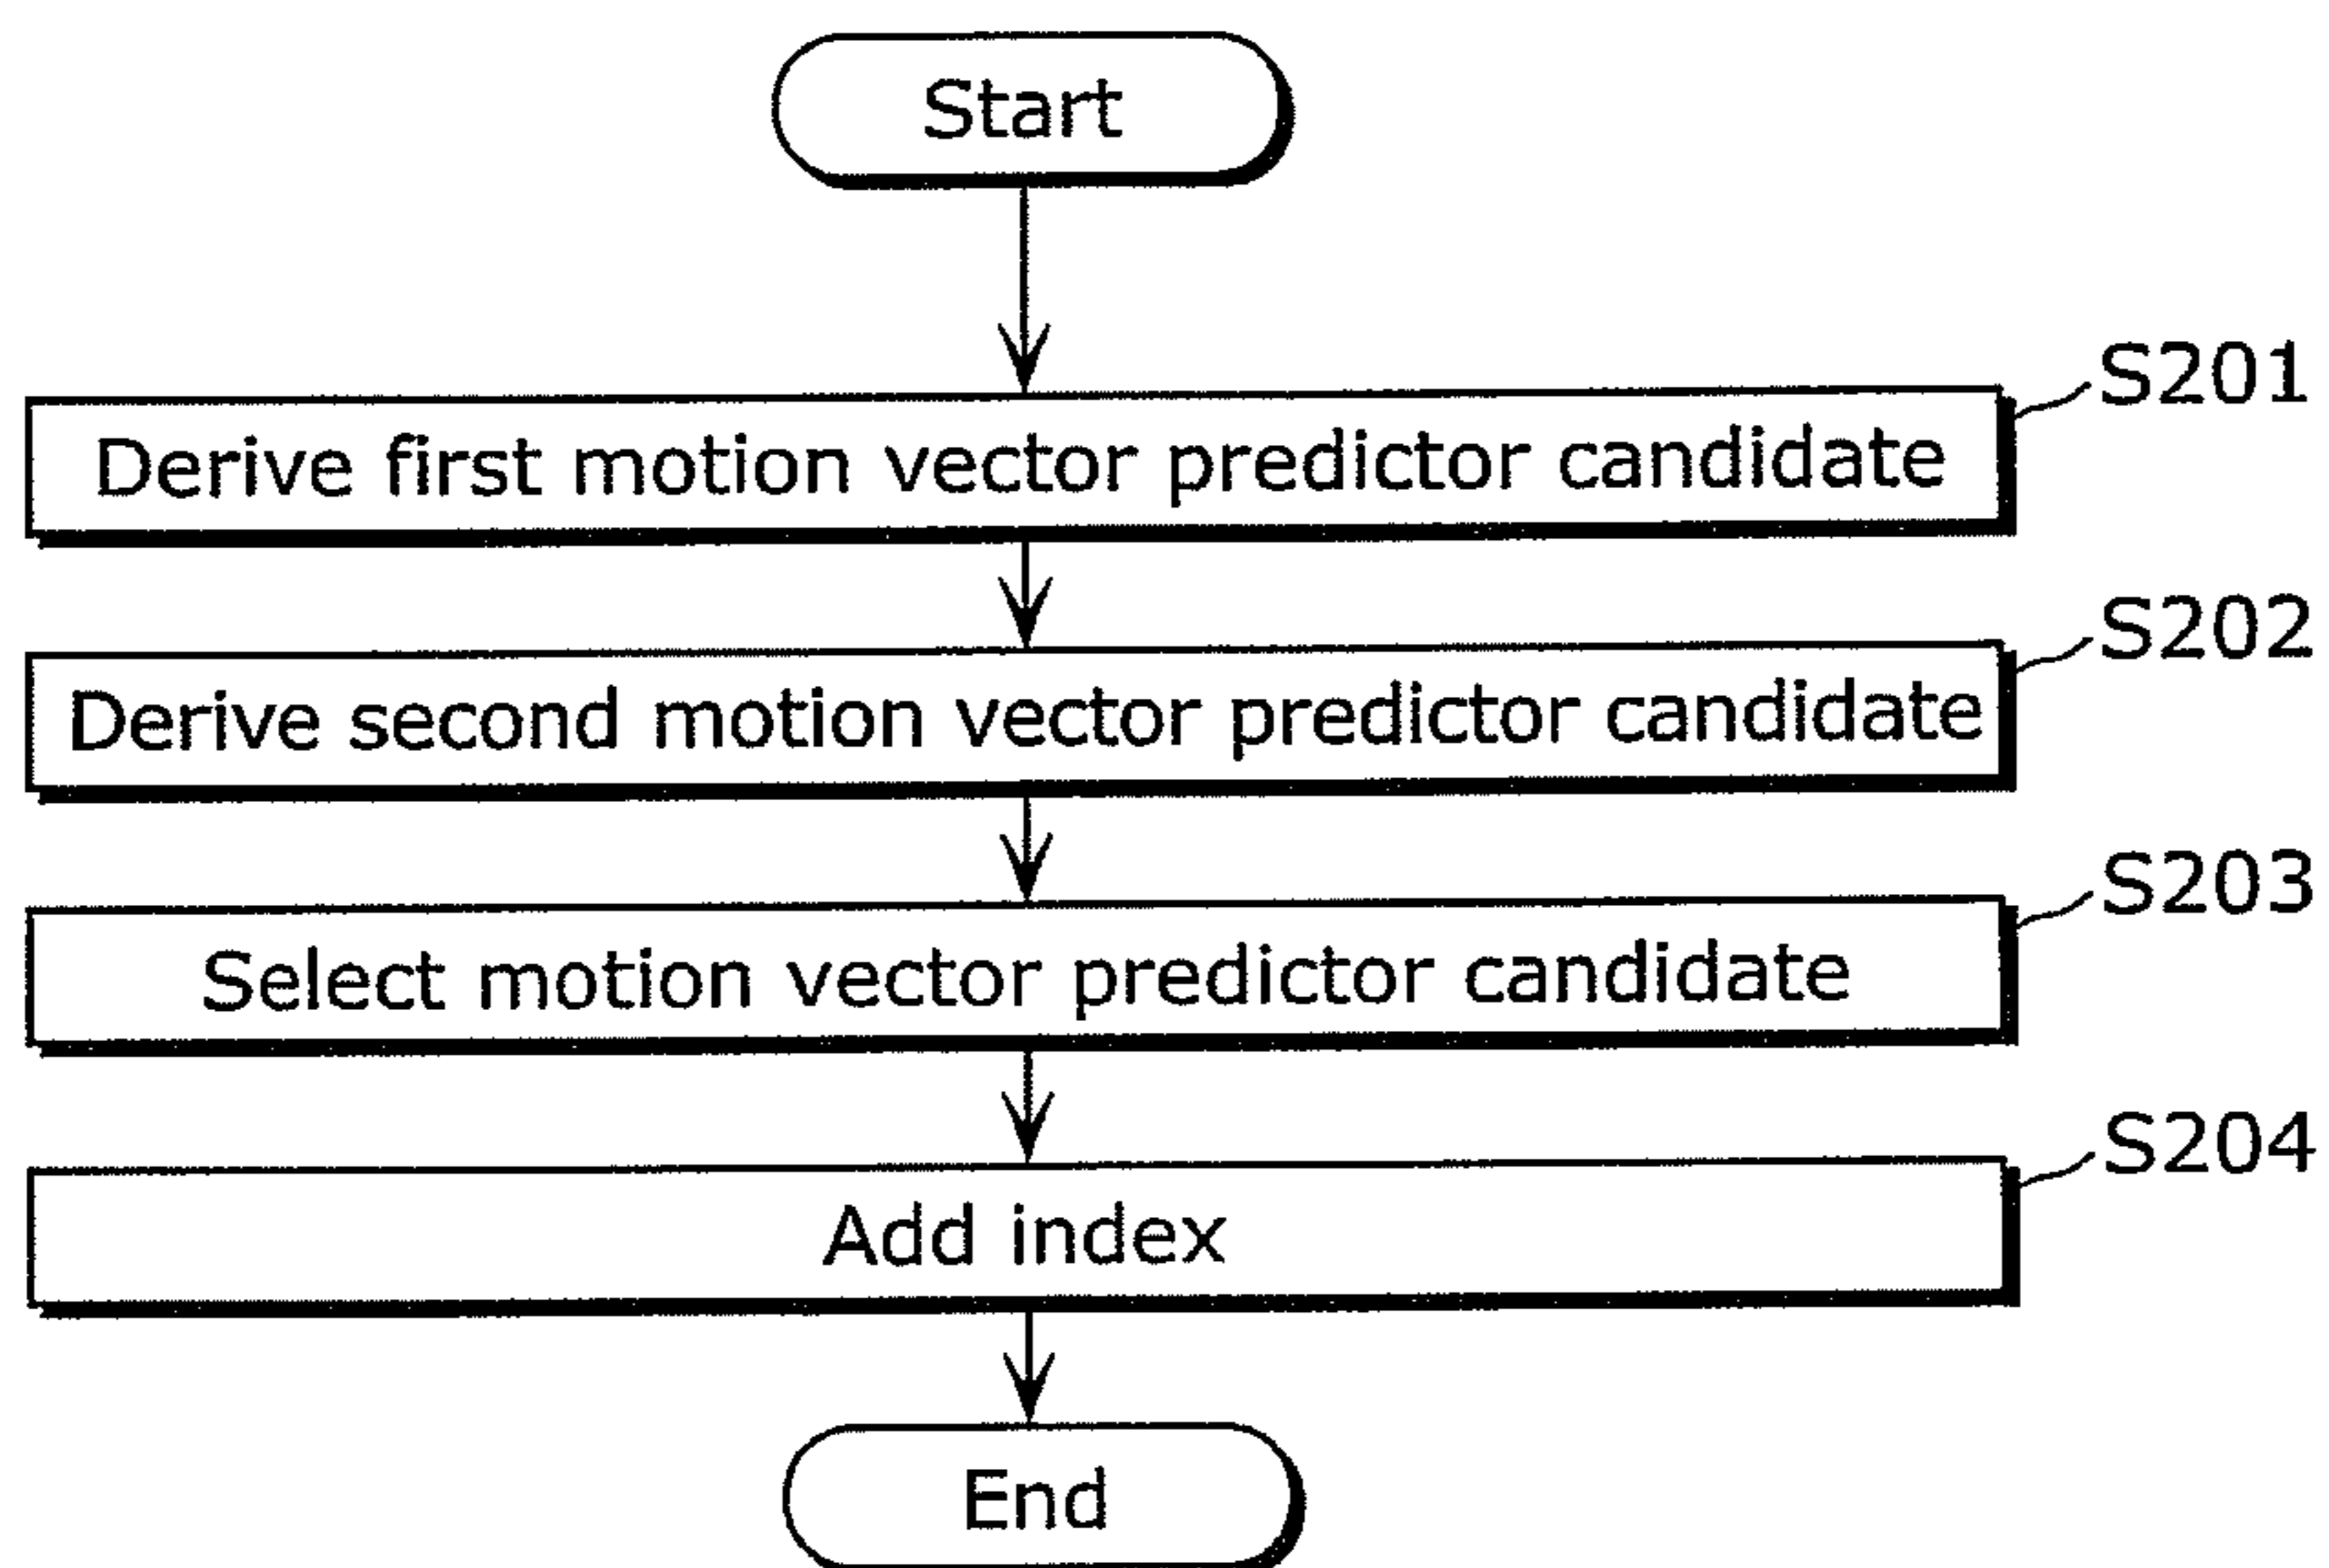 Start
S201
Derive first motion vector predictor candidate
S202
Derive second motion vector predictor candidate
S203
Select motion vector predictor candidate
S204
Add index
End